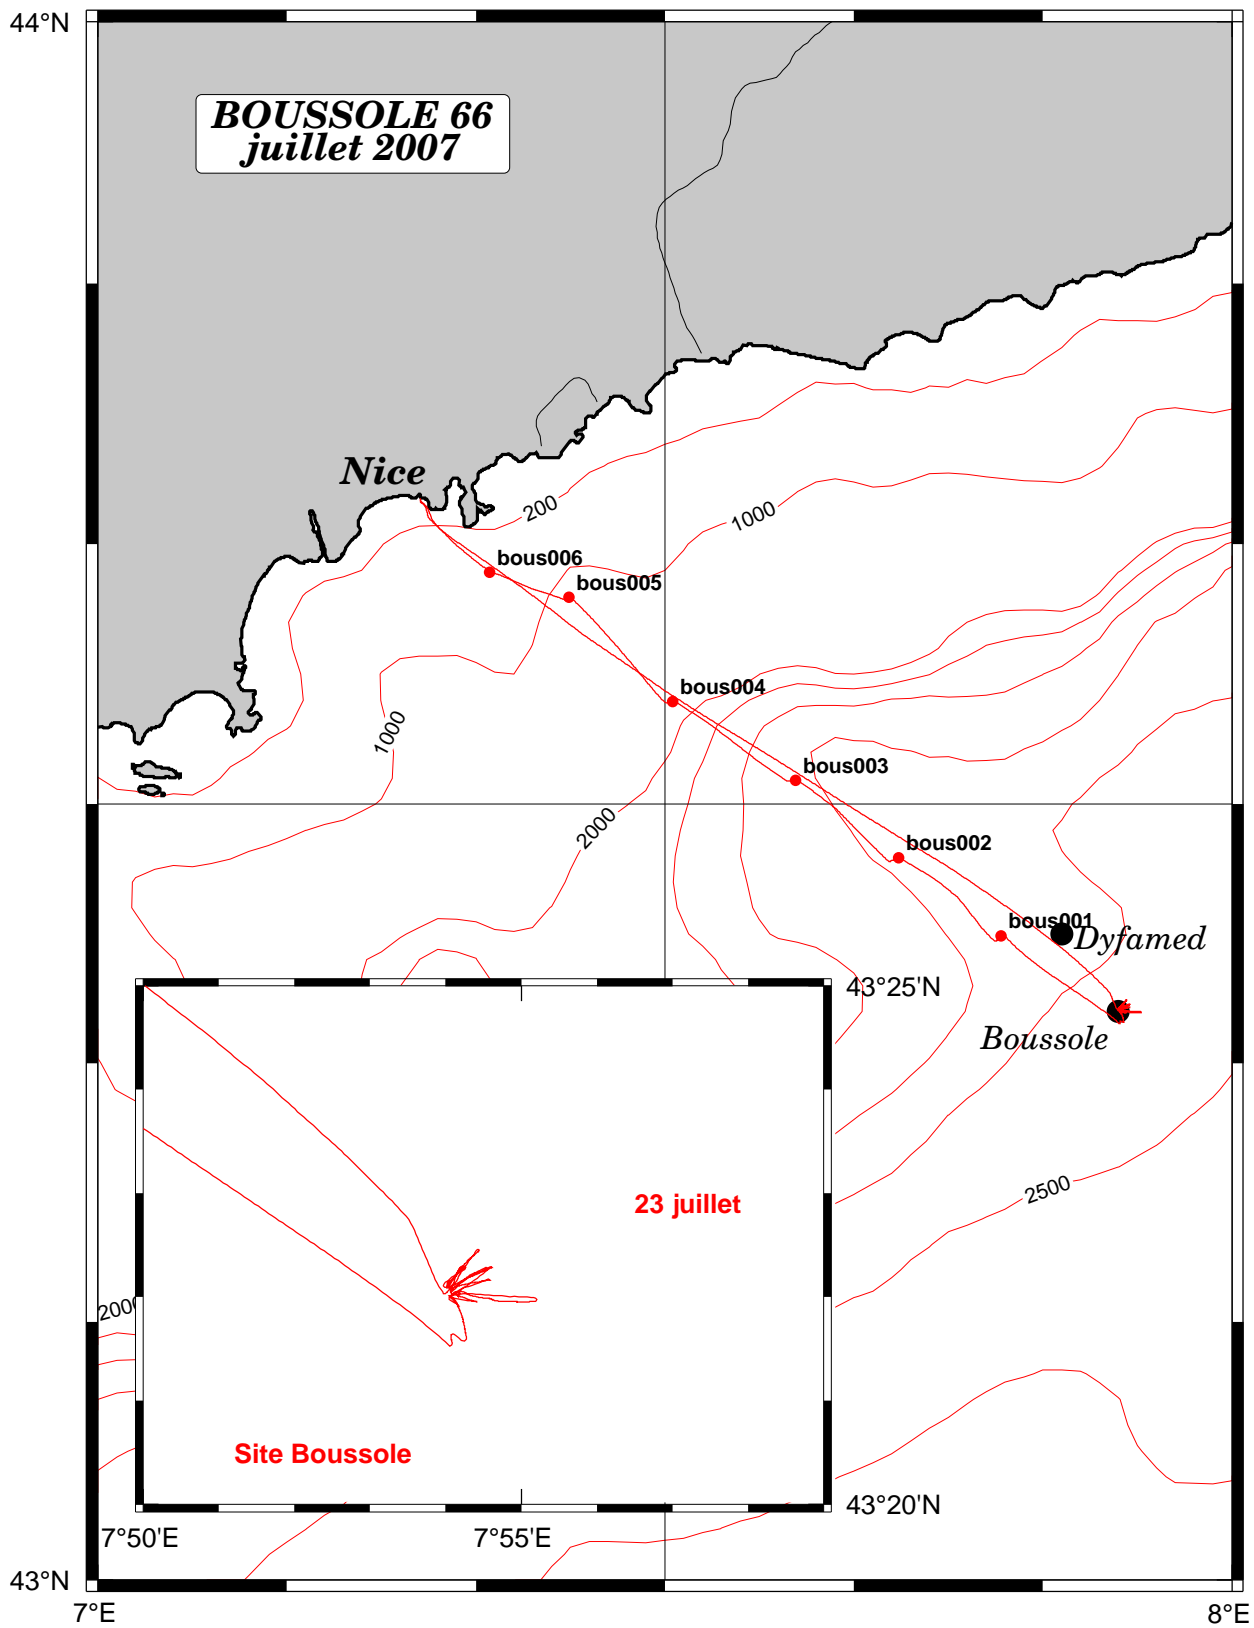 44°N
BOUSSOLE 66
juillet 2007
Nice
200
1000
bous006
bous005
bous004
1000
bous003
2000
bous002
bous001
Dyfamed
43°25'N
Boussole
2500
23 juillet
2000
Site Boussole
43°20'N
7°50'E
7°55'E
43°N
7°E
8°E